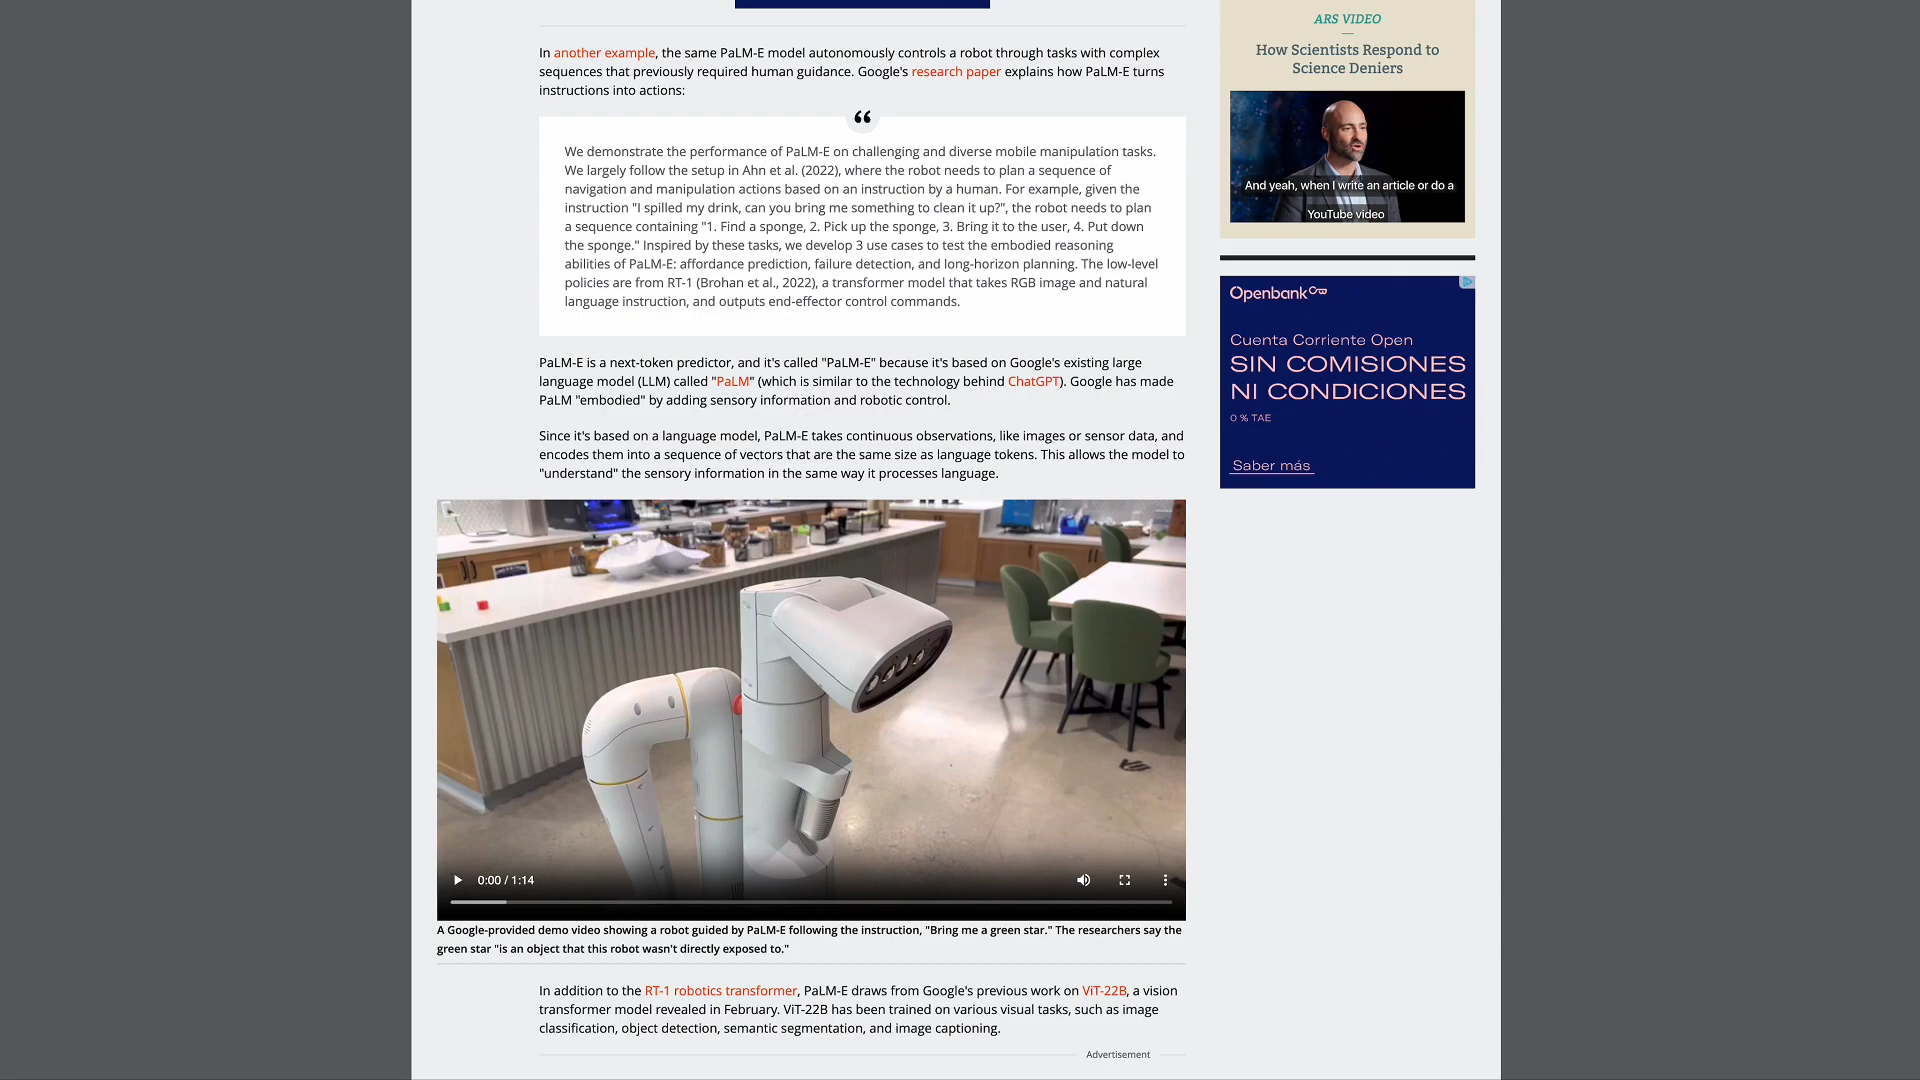 In another example, the same PaLM-E model autonomously controls a robot through tasks with complex
sequences that previously required human guidance. Google's research paper explains how PaLM-E turns
instructions into actions:
“
We demonstrate the performance of PaLM-E on challenging and diverse mobile manipulation tasks.
We largely follow the setup in Ahn et al. (2022), where the robot needs to plan a sequence of
navigation and manipulation actions based on an instruction by a human. For example, given the
instruction "I spilled my drink, can you bring me something to clean it up?", the robot needs to plan
a sequence containing "1. Find a sponge, 2. Pick up the sponge, 3. Bring it to the user, 4. Put down
the sponge." Inspired by these tasks, we develop 3 use cases to test the embodied reasoning
abilities of PaLM-E: affordance prediction, failure detection, and long-horizon planning. The low-level
policies are from RT-1 (Brohan et al., 2022), a transformer model that takes RGB image and natural
language instruction, and outputs end-effector control commands.
PaLM-E is a next-token predictor, and it's called "PaLM-E" because it's based on Google's existing large
language model (LLM) called "PaLM" (which is similar to the technology behind ChatGPT). Google has made
PaLM "embodied" by adding sensory information and robotic control.
Since it's based on a language model, PaLM-E takes continuous observations, like images or sensor data, and
encodes them into a sequence of vectors that are the same size as language tokens. This allows the model to
"understand" the sensory information in the same way it processes language.
0:00 / 1:14
A Google-provided demo video showing a robot guided by PaLM-E following the instruction, "Bring me a green star." The researchers say the
green star "is an object that this robot wasn't directly exposed to."
In addition to the RT-1 robotics transformer, PaLM-E draws from Google's previous work on ViT-22B, a vision
transformer model revealed in February. ViT-22B has been trained on various visual tasks, such as image
classification, object detection, semantic segmentation, and image captioning.
Advertisement
ARS VIDEO
How Scientists Respond to
Science Deniers
And yeah, when I write an article or do a
YouTube video
Openbank
Cuenta Corriente Open
SIN COMISIONES
NI CONDICIONES
0 % TAE
Saber más